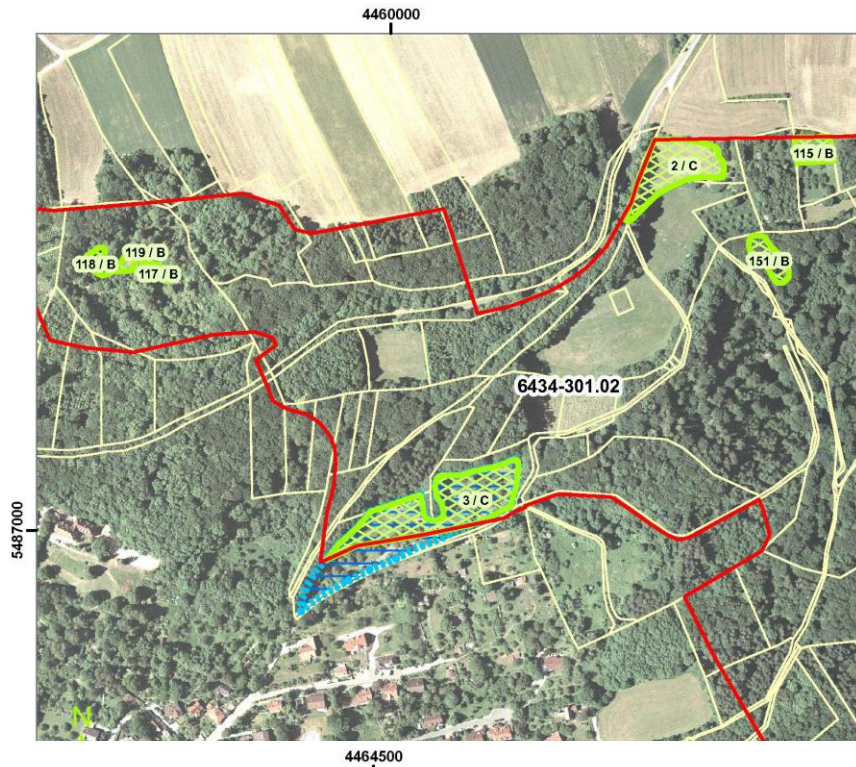 4460000
2 / C
115 / B
119 / B
118 / B
117 / B
151 / B
6434-301.02
3 / C
5487000
N
4464500